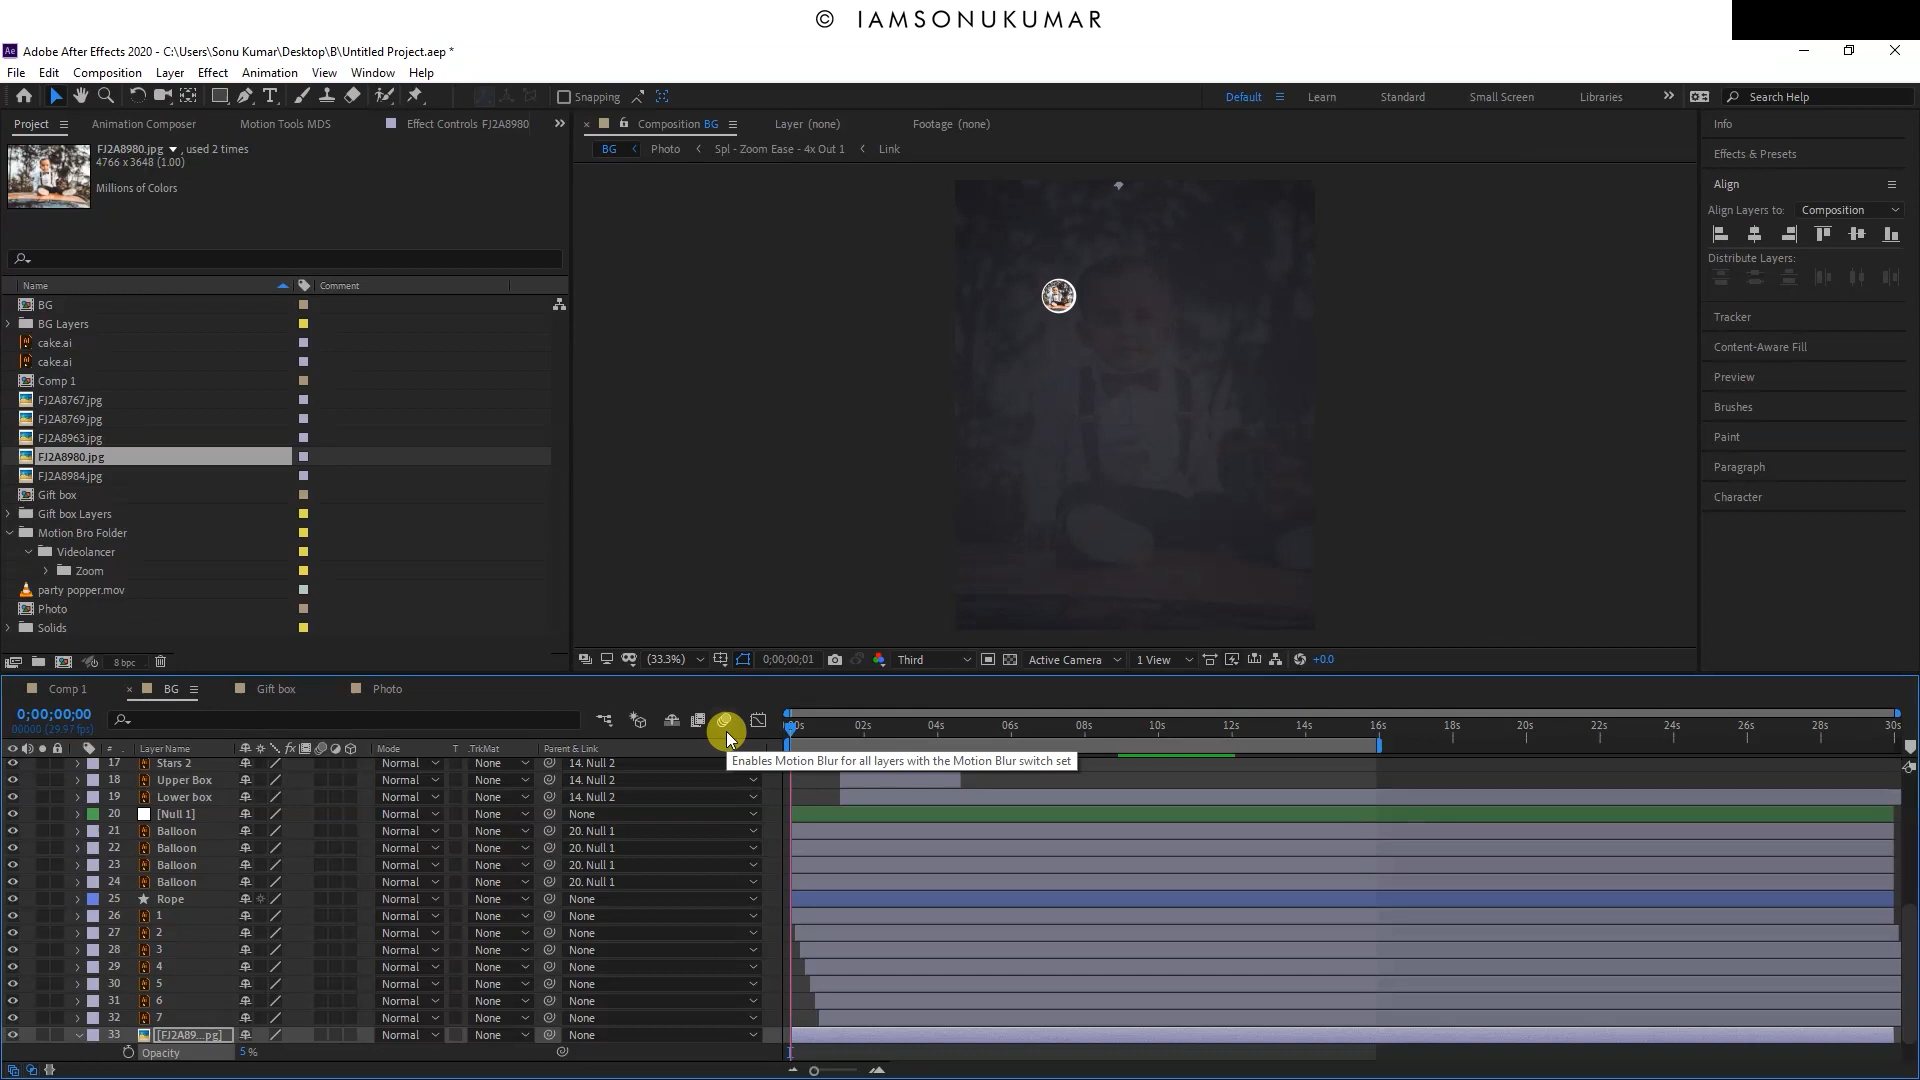 © IAMSONUKUMAR
Ae Adobe After Effects 2020 - C:\Users\Sonu Kumar\Desktop\B\Untitled Project.aep *
File Edit Composition Layer Effect Animation View Window Help
Snapping Default Learn Standard Small Screen Libraries Search Help
Project Animation Composer Motion Tools MDS Effect Controls FJ2A8980
Composition BG Layer (none) Footage (none)
FJ2A8980.jpg , used 2 times
4766 x 3648 (1.00)
Millions of Colors
BG Photo Spl - Zoom Ease - 4x Out 1 Link
Info
Effects & Presets
Align
Align Layers to: Composition
Distribute Layers:
Tracker
Content-Aware Fill
Preview
Brushes
Paint
Paragraph
Character
Name Comment
BG
BG Layers
cake.ai
cake.ai
Comp 1
FJ2A8767.jpg
FJ2A8769.jpg
FJ2A8963.jpg
FJ2A8980.jpg
FJ2A8984.jpg
Gift box
Gift box Layers
Motion Bro Folder
Videolancer
Zoom
party popper.mov
Photo
Solids
8 bpc
(33.3%) 0;00;00;01 Third Active Camera 1 View +0.0
Comp 1 BG Gift box Photo
0;00;00;00
00000 (29.97 fps)
:00s 02s 04s 06s 08s 10s 12s 14s 16s 18s 20s 22s 24s 26s 28s 30s
# Layer Name fx Mode T .TrkMat Parent & Link
Enables Motion Blur for all layers with the Motion Blur switch set
17 Stars 2 Normal None 14. Null 2
18 Upper Box Normal None 14. Null 2
19 Lower box Normal None 14. Null 2
20 [Null 1] Normal None None
21 Balloon Normal None 20. Null 1
22 Balloon Normal None 20. Null 1
23 Balloon Normal None 20. Null 1
24 Balloon Normal None 20. Null 1
25 Rope Normal None None
26 1 Normal None None
27 2 Normal None None
28 3 Normal None None
29 4 Normal None None
30 5 Normal None None
31 6 Normal None None
32 7 Normal None None
33 [FJ2A89...pg] Normal None None
Opacity 5 %